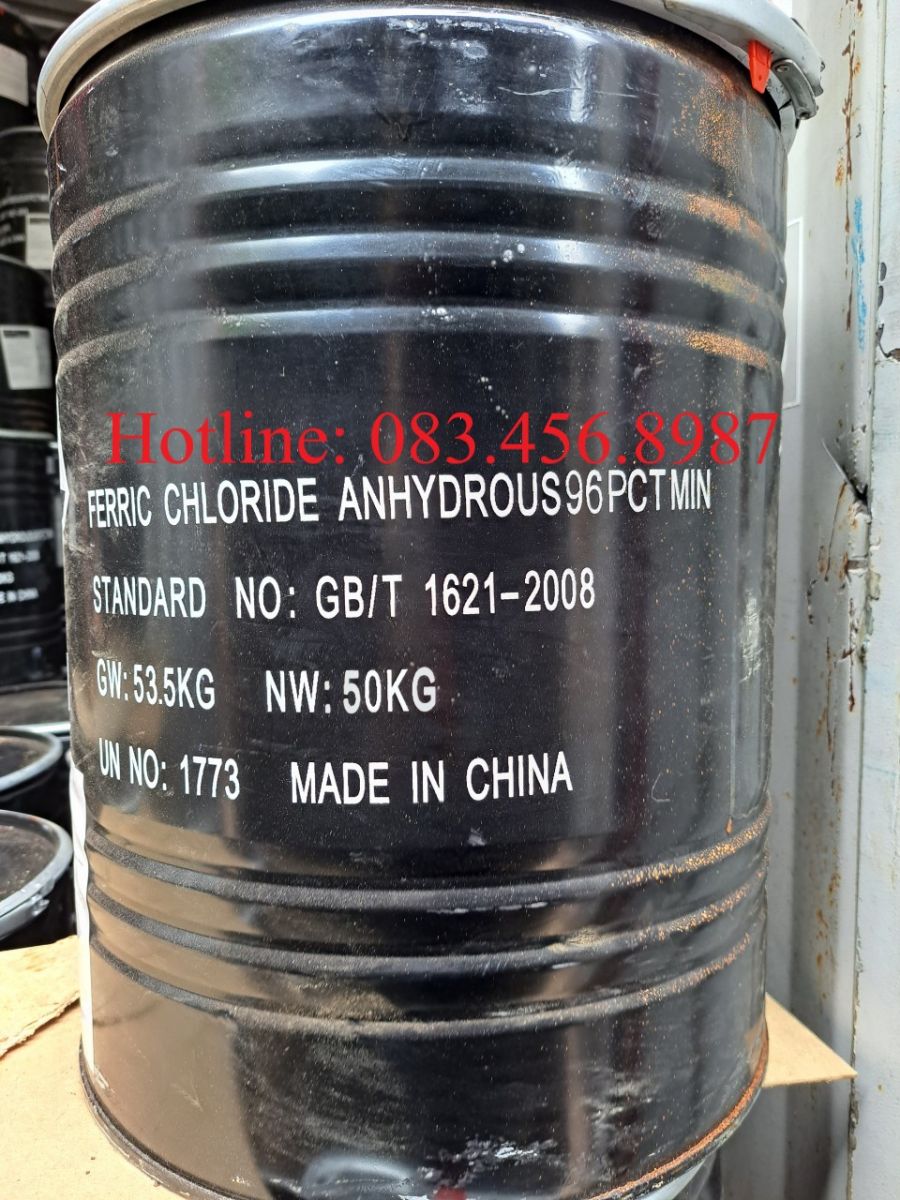 Hotline: 083.456.8987
FERRIC CHLORIDE ANHYDROUS96PCTMIN
STANDARD NO: GB/T 1621-2008
GW: 53.5KG NW: 50KG
UN NO: 1773 MADE IN CHINA